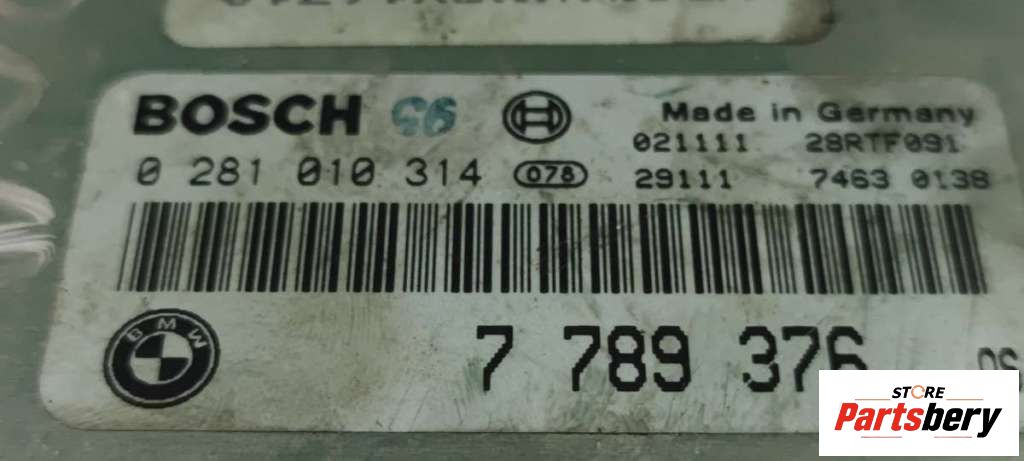 BOSCH G6 Made in Germany
021111 28RTF091
0 281 010 314 078 29111 7463 0138
BMW 7 789 376
STORE
Partsbery